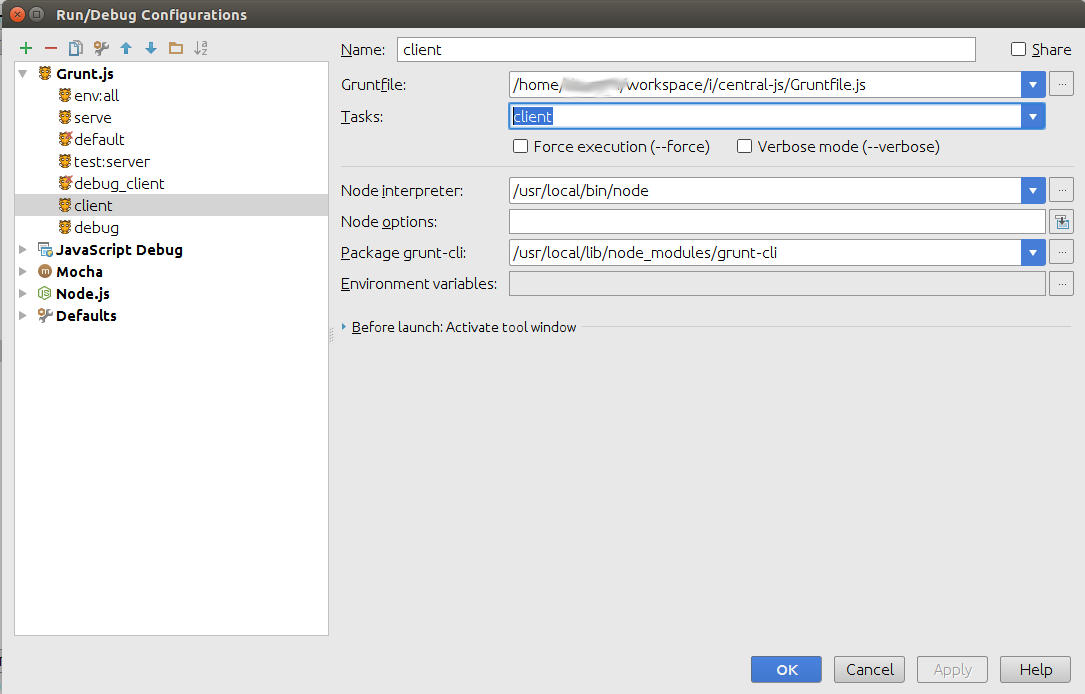 Run/Debug Configurations
Name: client Share
Grunt.js
env:all
serve
default
test:server
debug_client
client
debug
JavaScript Debug
Mocha
Node.js
Defaults
Gruntfile: /home/ /workspace/i/central-js/Gruntfile.js
Tasks: client
Force execution (--force) Verbose mode (--verbose)
Node interpreter: /usr/local/bin/node
Node options:
Package grunt-cli: /usr/local/lib/node_modules/grunt-cli
Environment variables:
Before launch: Activate tool window
OK Cancel Apply Help